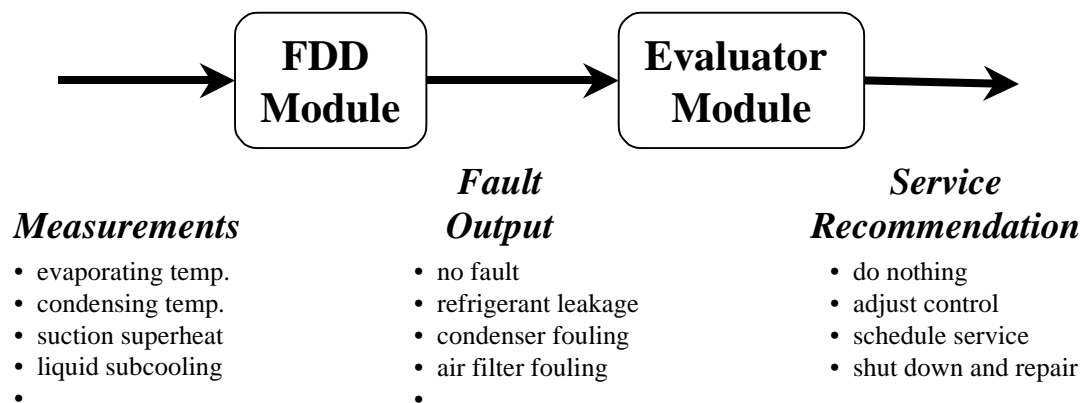 FDD
Module
Evaluator
Module
Measurements
• evaporating temp.
• condensing temp.
• suction superheat
• liquid subcooling
•
Fault
Output
• no fault
• refrigerant leakage
• condenser fouling
• air filter fouling
•
Service
Recommendation
• do nothing
• adjust control
• schedule service
• shut down and repair